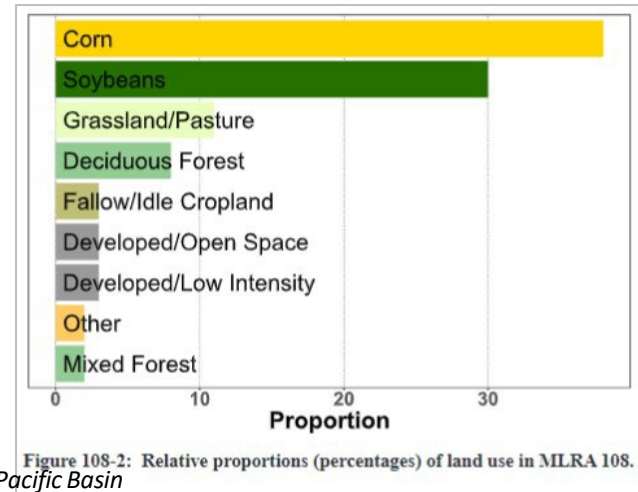 Corn
Soybeans
Grassland/Pasture
Deciduous Forest
Fallow/Idle Cropland
Developed/Open Space
Developed/Low Intensity
Other
Mixed Forest
0 10 20 30
Proportion
Figure 108-2: Relative proportions (percentages) of land use in MLRA 108.
Pacific Basin